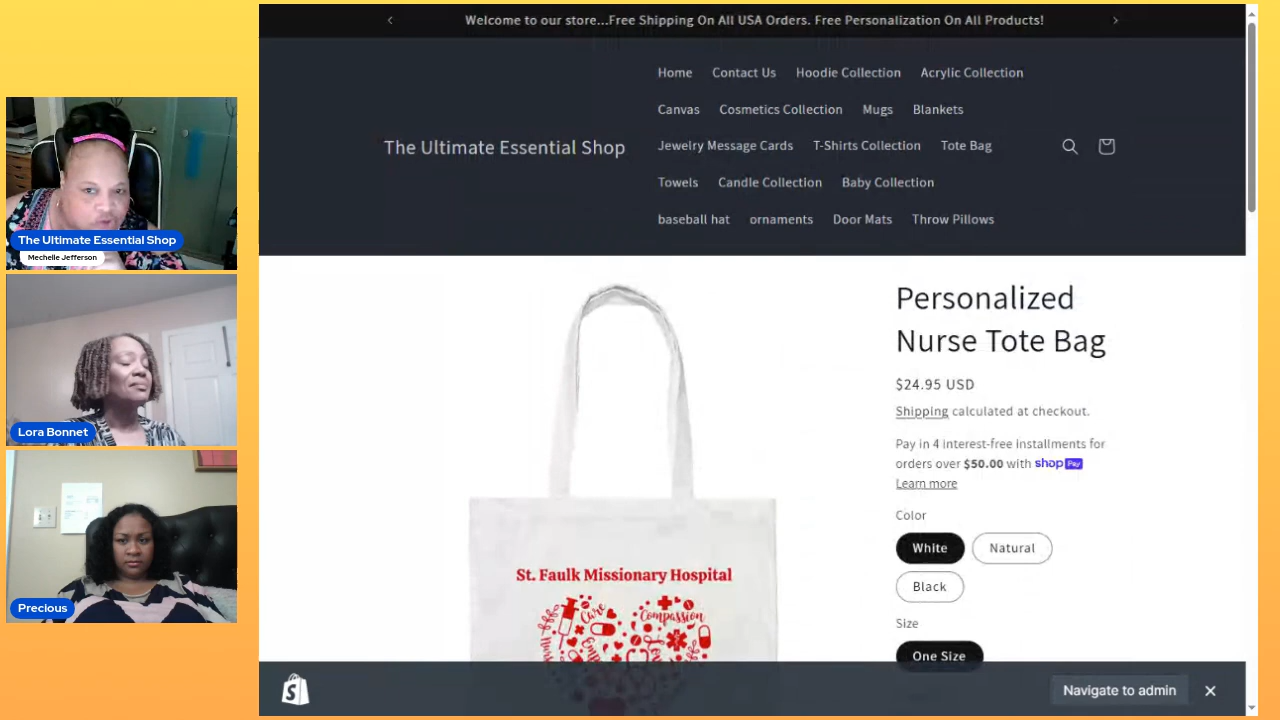 Welcome to our store...Free Shipping On All USA Orders. Free Personalization On All Products!
The Ultimate Essential Shop
Home Contact Us Hoodie Collection Acrylic Collection
Canvas Cosmetics Collection Mugs Blankets
Jewelry Message Cards T-Shirts Collection Tote Bag
Towels Candle Collection Baby Collection
baseball hat ornaments Door Mats Throw Pillows
The Ultimate Essential Shop
Mechelle Jefferson
Lora Bonnet
Precious
St. Faulk Missionary Hospital
Care
Compassion
Personalized
Nurse Tote Bag
$24.95 USD
Shipping calculated at checkout.
Pay in 4 interest-free installments for
orders over $50.00 with shop Pay
Learn more
Color
White Natural
Black
Size
One Size
S
Navigate to admin